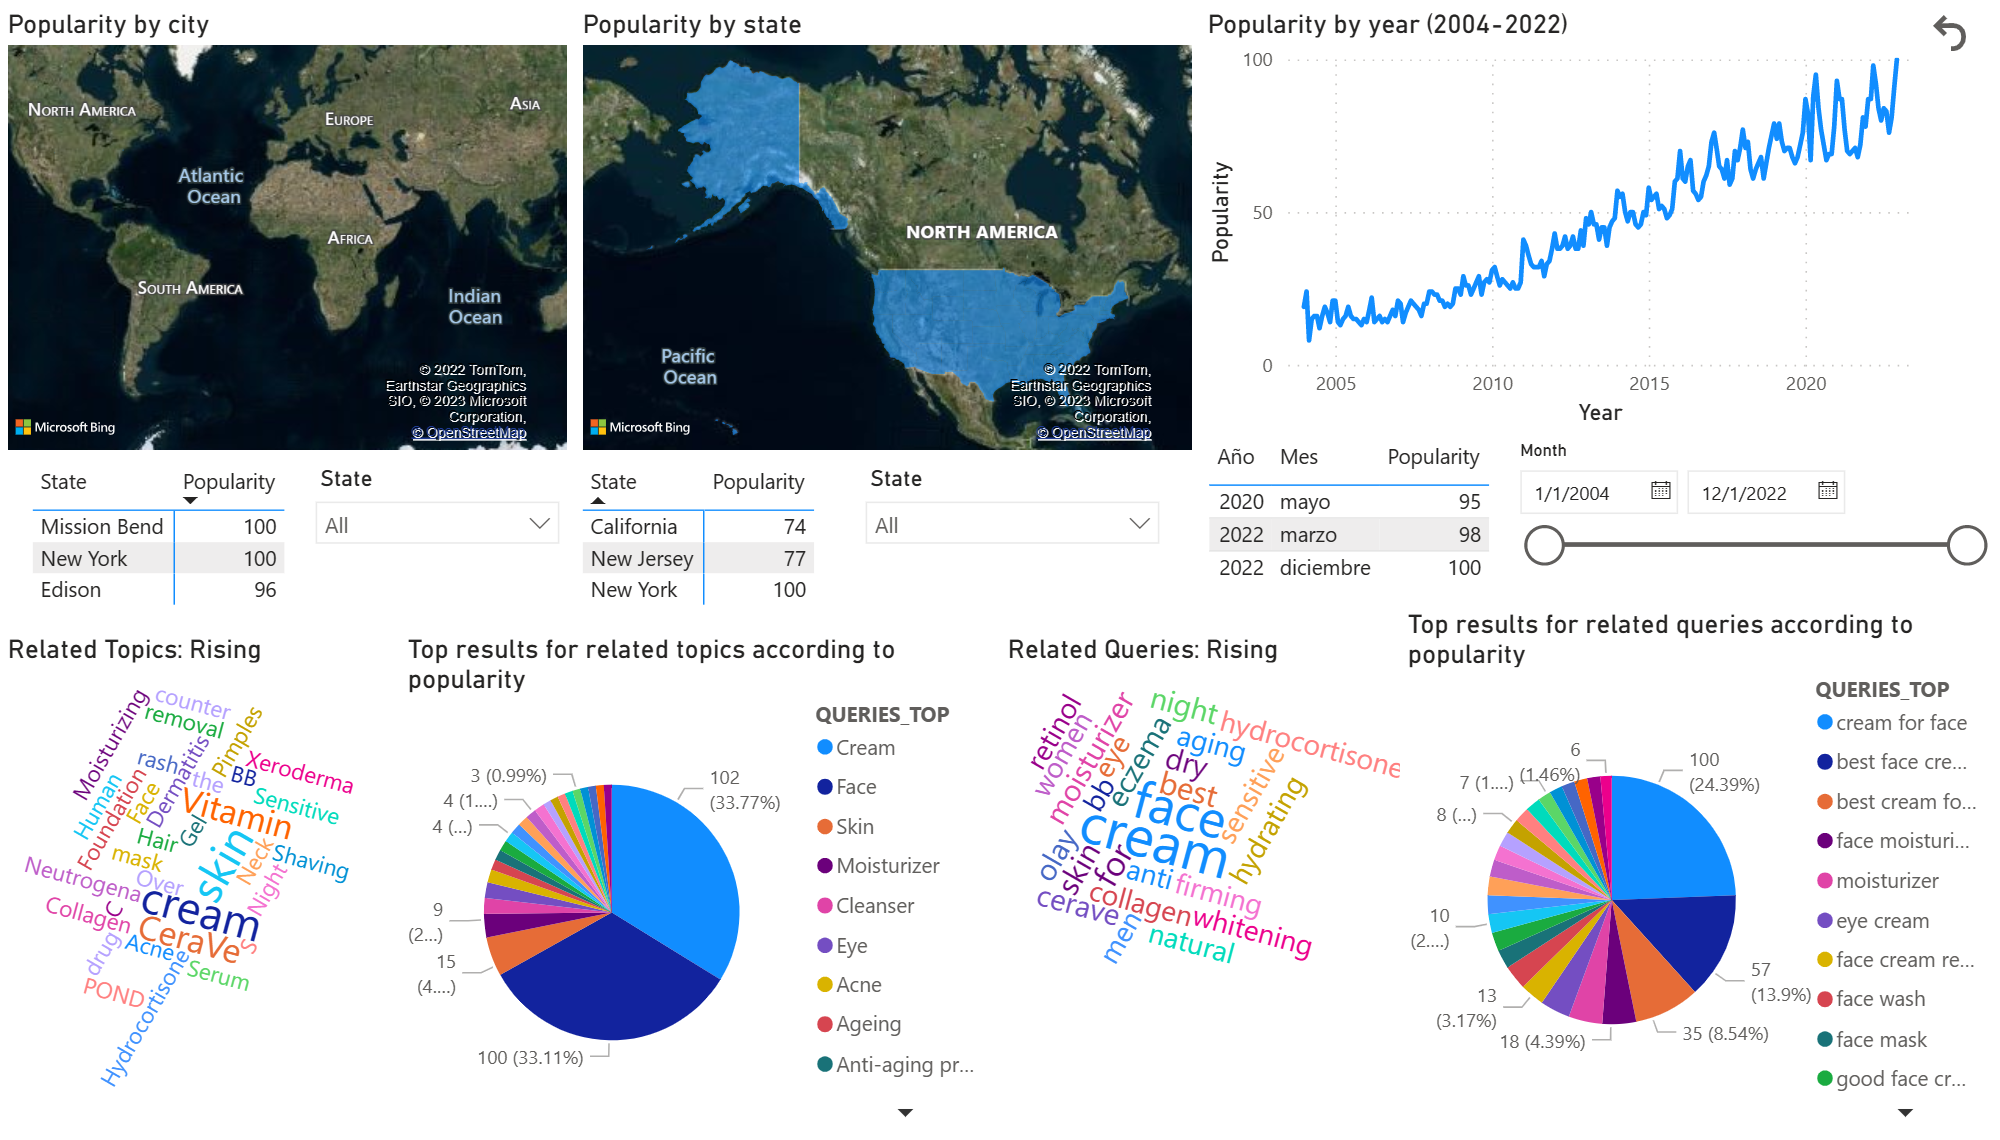 Popularity by city
NORTH AMERICA
EUROPE
ASIA
Atlantic
Ocean
AFRICA
SOUTH AMERICA
Indian
Ocean
© 2022 TomTom,
Earthstar Geographics
SIO, © 2023 Microsoft
Corporation,
© OpenStreetMap
Microsoft Bing
State Popularity
Mission Bend 100
New York 100
Edison 96
State
All
Popularity by state
NORTH AMERICA
Pacific
Ocean
© 2022 TomTom,
Earthstar Geographics
SIO, © 2023 Microsoft
Corporation,
© OpenStreetMap
Microsoft Bing
State Popularity
California 74
New Jersey 77
New York 100
State
All
Popularity by year (2004-2022)
100
50
0
Popularity
2005 2010 2015 2020
Year
Año Mes Popularity
2020 mayo 95
2022 marzo 98
2022 diciembre 100
Month
1/1/2004 12/1/2022
Related Topics: Rising
Moisturizing
counter
removal
Pimples
rash
Dermatitis
the
BB
Xeroderma
Human
Foundation
Face
Vitamin
Sensitive
Hair
Gel
mask
skin
Neck
Shaving
Neutrogena
Over
Night
Collagen
C
cream
CeraVe
S
drug
Acne
Serum
POND
Hydrocortisone
Top results for related topics according to
popularity
3 (0.99%)
4 (1....)
4 (...)
9
(2...)
15
(4....)
100 (33.11%)
102
(33.77%)
QUERIES_TOP
Cream
Face
Skin
Moisturizer
Cleanser
Eye
Acne
Ageing
Anti-aging pr...
Related Queries: Rising
retinol
women
moisturizer
night
hydrocortisone
bb
eye
eczema
aging
dry
sensitive
best
face
cream
hydrating
olay
skin
for
anti
firming
cerave
collagen
whitening
men
natural
Top results for related queries according to
popularity
6
(1.46%)
7 (1....)
8 (...)
10
(2....)
13
(3.17%)
18 (4.39%)
35 (8.54%)
57
(13.9%)
100
(24.39%)
QUERIES_TOP
cream for face
best face cre...
best cream fo...
face moisturi...
moisturizer
eye cream
face cream re...
face wash
face mask
good face cr...